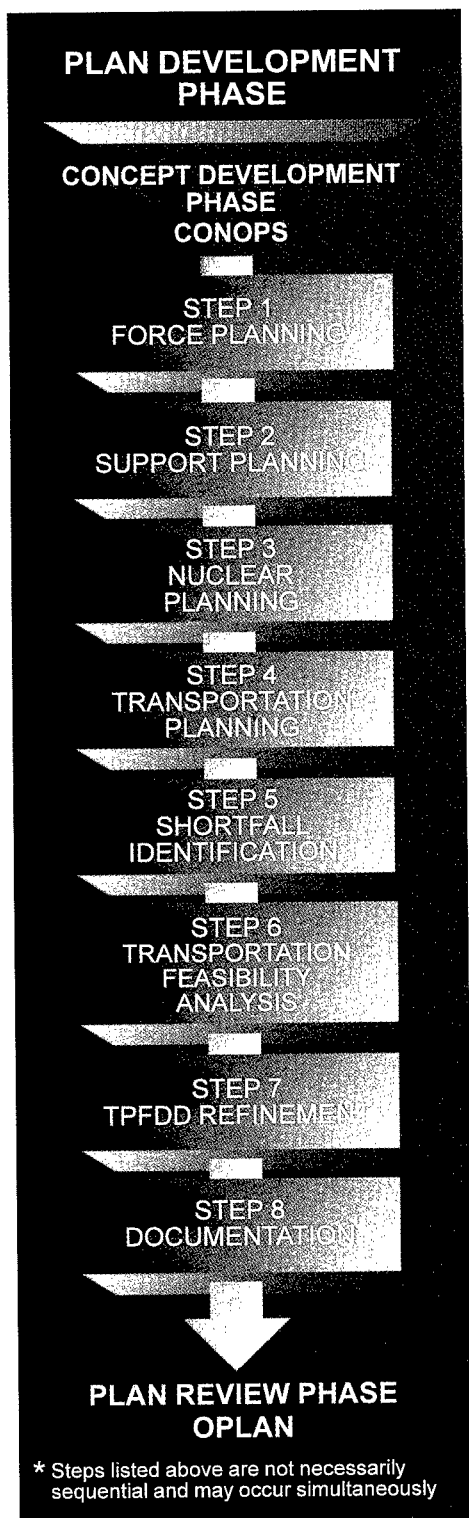 PLAN DEVELOPMENT
PHASE
CONCEPT DEVELOPMENT
PHASE
CONOPS
STEP 1
FORCE PLANNING
STEP 2
SUPPORT PLANNING
STEP 3
NUCLEAR
PLANNING
STEP 4
TRANSPORTATION
PLANNING
STEP 5
SHORTFALL
IDENTIFICATION
STEP 6
TRANSPORTATION
FEASIBILITY
ANALYSIS
STEP 7
TPFDD REFINEMENT
STEP 8
DOCUMENTATION
PLAN REVIEW PHASE
OPLAN
* Steps listed above are not necessarily
sequential and may occur simultaneously